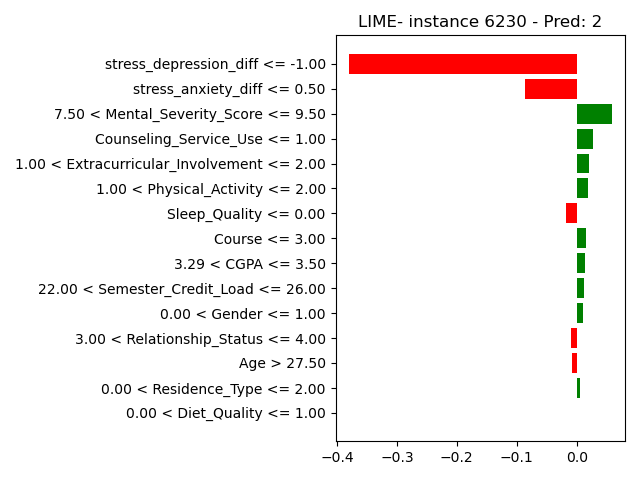 LIME- instance 6230 - Pred: 2
stress_depression_diff <= -1.00
stress_anxiety_diff <= 0.50
7.50 < Mental_Severity_Score <= 9.50
Counseling_Service_Use <= 1.00
1.00 < Extracurricular_Involvement <= 2.00
1.00 < Physical_Activity <= 2.00
Sleep_Quality <= 0.00
Course <= 3.00
3.29 < CGPA <= 3.50
22.00 < Semester_Credit_Load <= 26.00
0.00 < Gender <= 1.00
3.00 < Relationship_Status <= 4.00
Age > 27.50
0.00 < Residence_Type <= 2.00
0.00 < Diet_Quality <= 1.00
−0.4 −0.3 −0.2 −0.1 0.0